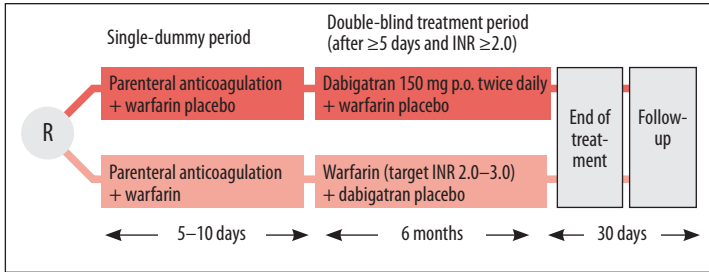 Single-dummy period
Double-blind treatment period
(after ≥5 days and INR ≥2.0)
R
Parenteral anticoagulation
+ warfarin placebo
Dabigatran 150 mg p.o. twice daily
+ warfarin placebo
Parenteral anticoagulation
+ warfarin
Warfarin (target INR 2.0–3.0)
+ dabigatran placebo
End of
treat-
ment
Follow-
up
5–10 days
6 months
30 days